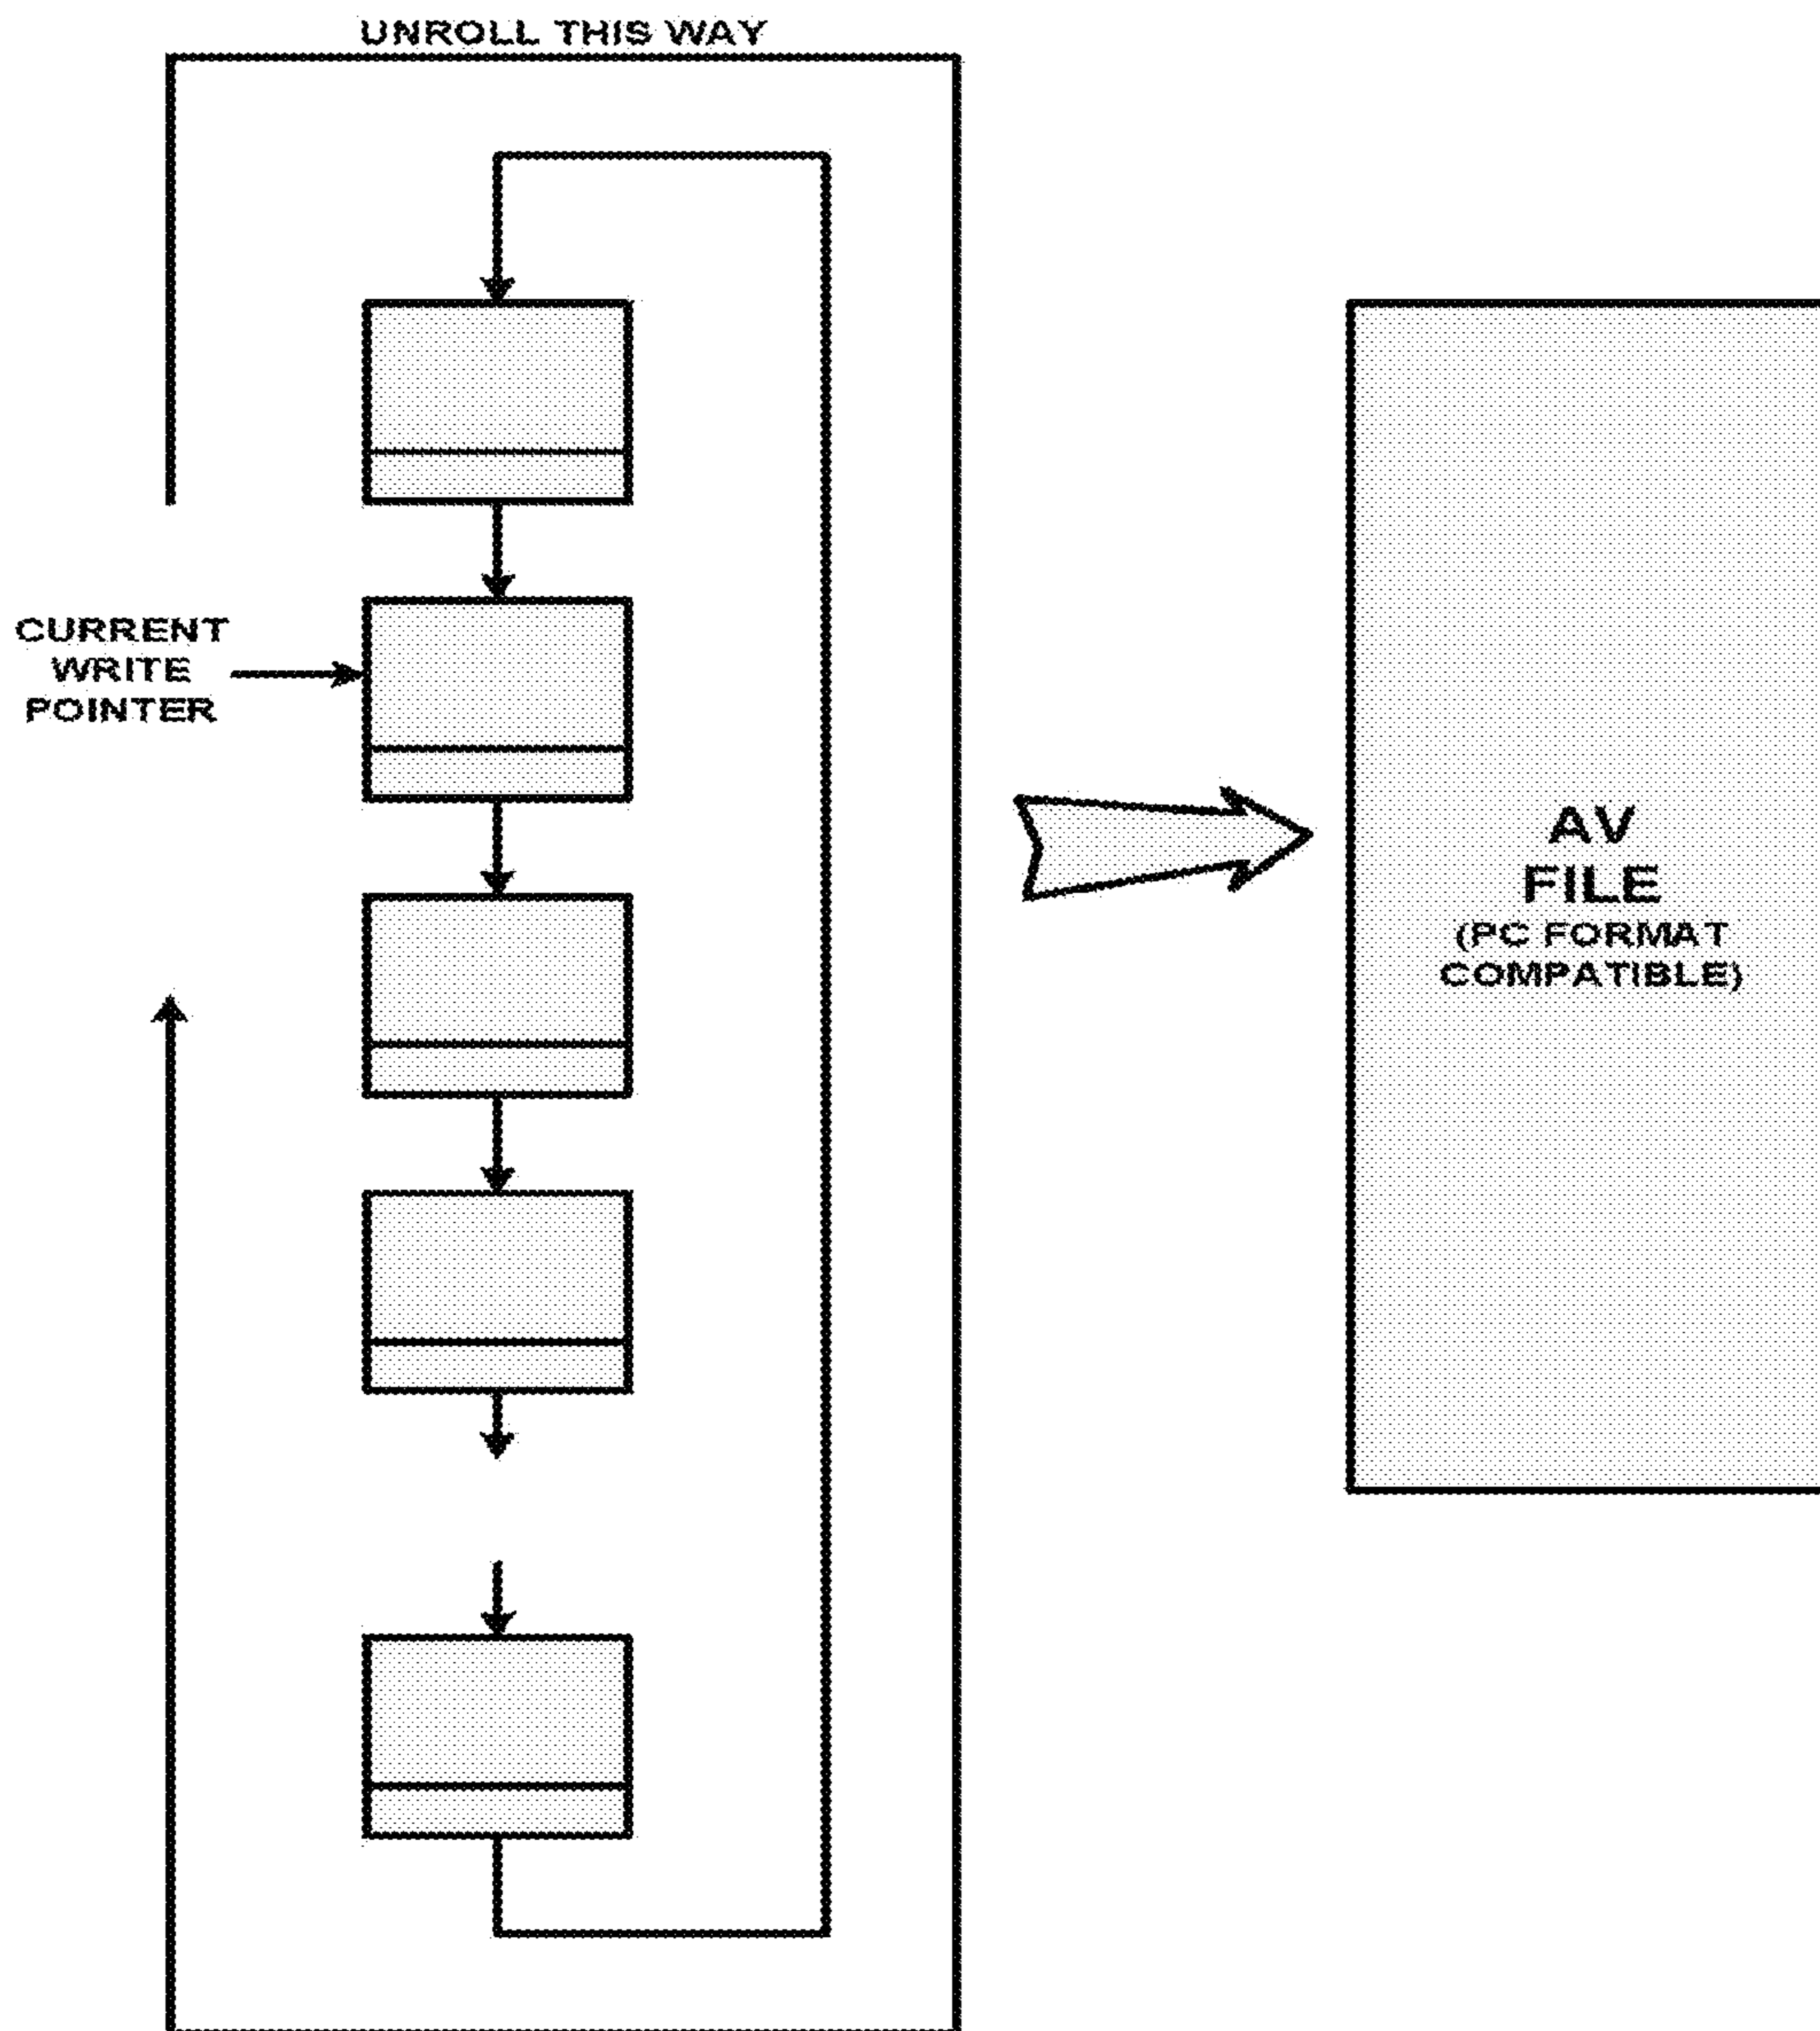 UNROLL THIS WAY
CURRENT
WRITE
POINTER
AV
FILE
(PC FORMAT
COMPATIBLE)